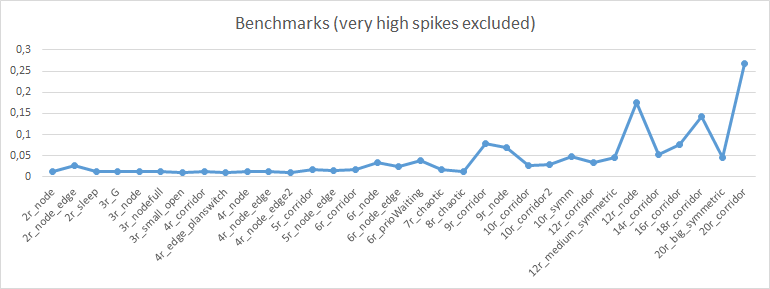 Benchmarks (very high spikes excluded)
0,3
0,25
0,2
0,15
0,1
0,05
0
2r_node
2r_node_edge
2r_sleep
3r_G
3r_node
3r_nodefull
3r_small_open
4r_corridor
4r_edge_planswitch
4r_node
4r_node_edge
4r_node_edge2
5r_corridor
5r_node_edge
6r_corridor
6r_node
6r_node_edge
6r_prioWaiting
7r_chaotic
8r_chaotic
9r_corridor
9r_node
10r_corridor
10r_corridor2
10r_symm
12r_corridor
12r_medium_symmetric
12r_node
14r_corridor
16r_corridor
18r_corridor
20r_big_symmetric
20r_corridor